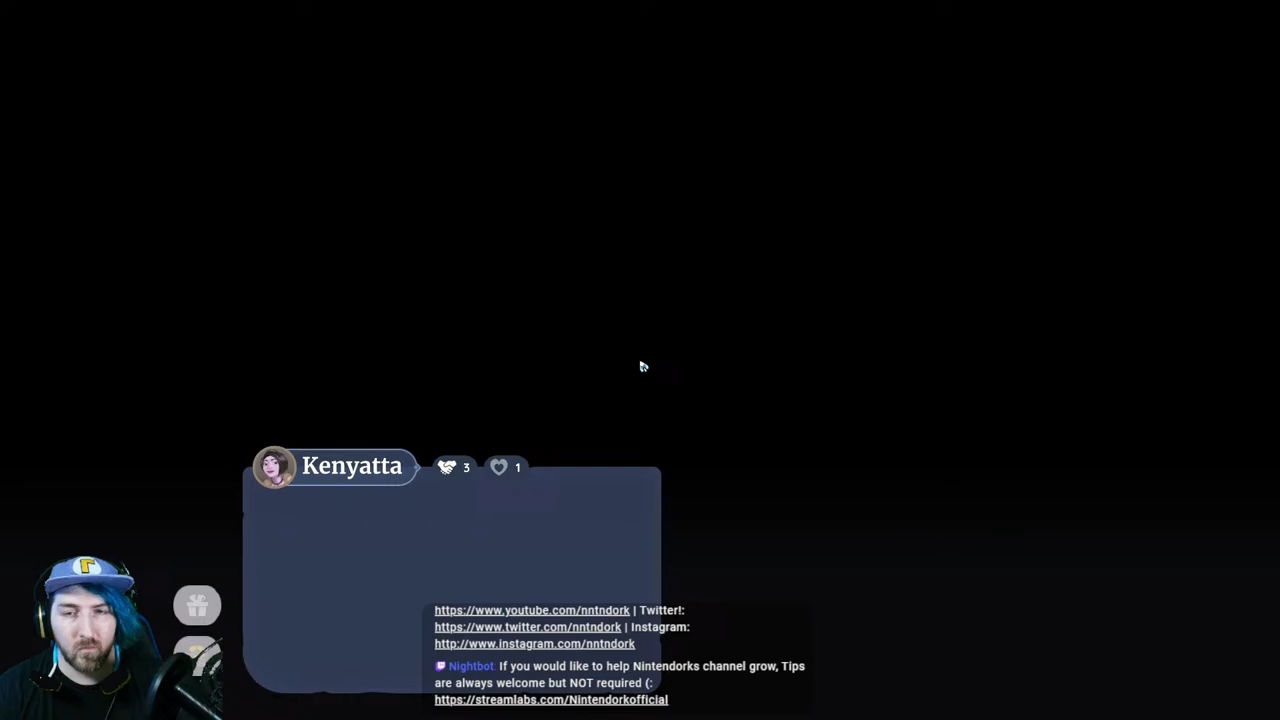 Kenyatta
3
1
https://www.youtube.com/nntndork | Twitter!:
https://www.twitter.com/nntndork | Instagram:
http://www.instagram.com/nntndork
Nightbot: If you would like to help Nintendorks channel grow, Tips
are always welcome but NOT required (:
https://streamlabs.com/Nintendorkofficial